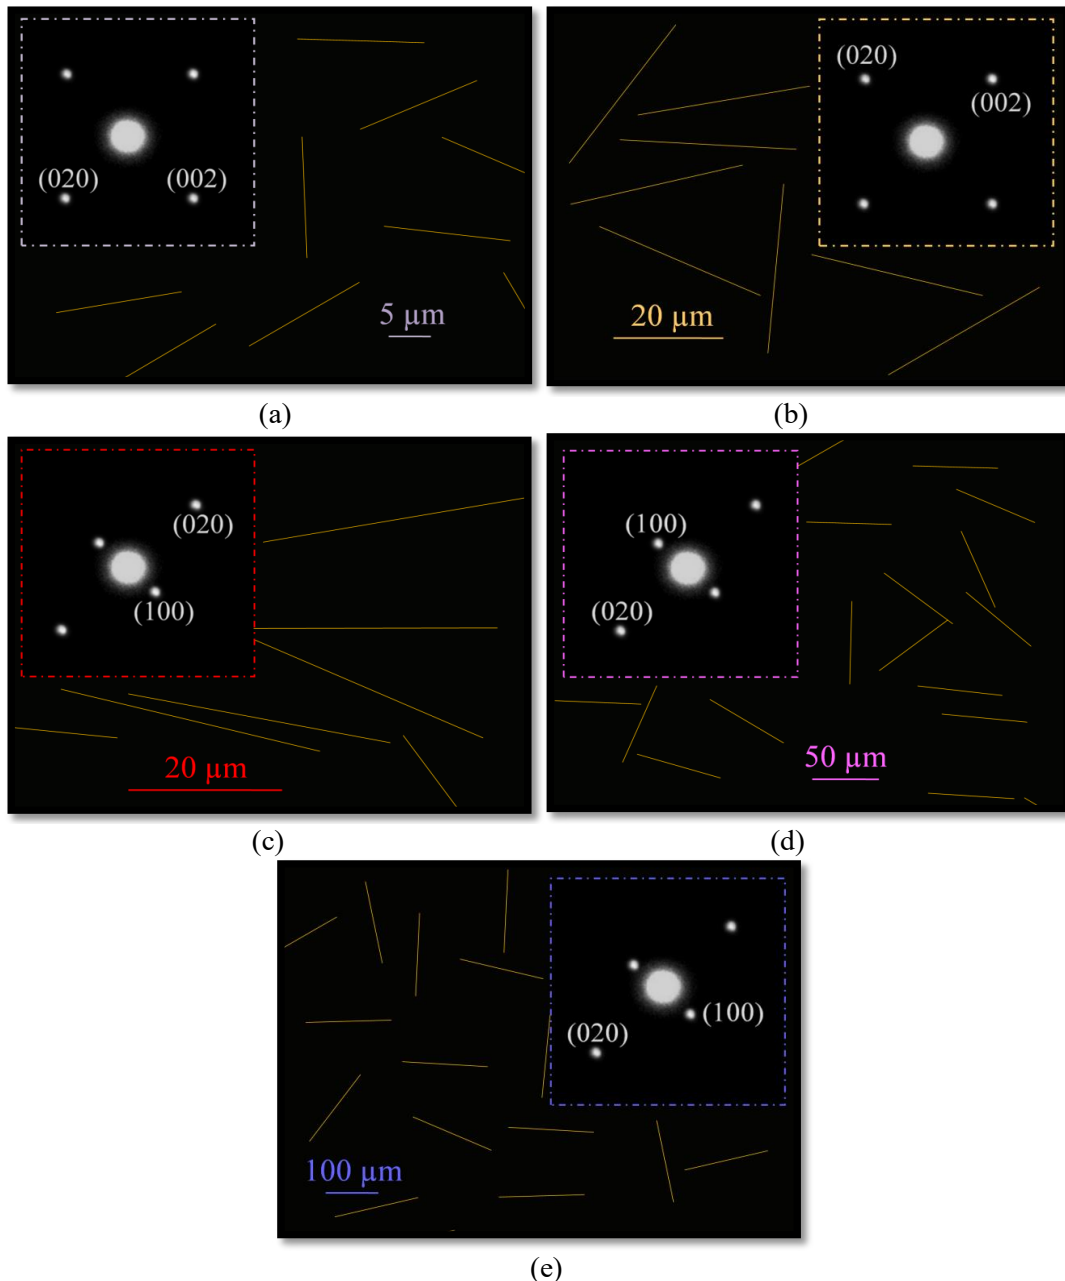 (020) (002)
5 µm
(a)
(020)
(002)
20 µm
(b)
(020)
(100)
20 µm
(c)
(100)
(020)
50 µm
(d)
(100)
(020)
100 µm
(e)